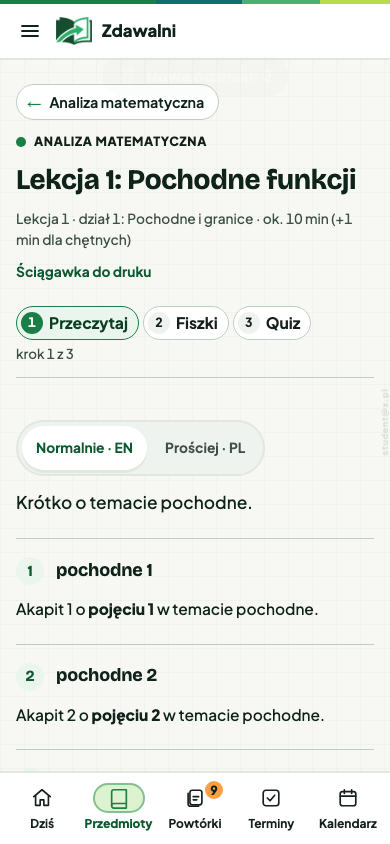 Zdawalni
← Analiza matematyczna
ANALIZA MATEMATYCZNA
Lekcja 1: Pochodne funkcji
Lekcja 1 · dział 1: Pochodne i granice · ok. 10 min (+1
min dla chętnych)
Ściągawka do druku
1 Przeczytaj 2 Fiszki 3 Quiz
krok 1 z 3
student@x.pl
Normalnie · EN Prościej · PL
Krótko o temacie pochodne.
1 pochodne 1
Akapit 1 o pojęciu 1 w temacie pochodne.
2 pochodne 2
Akapit 2 o pojęciu 2 w temacie pochodne.
9
Dziś Przedmioty Powtórki Terminy Kalendarz